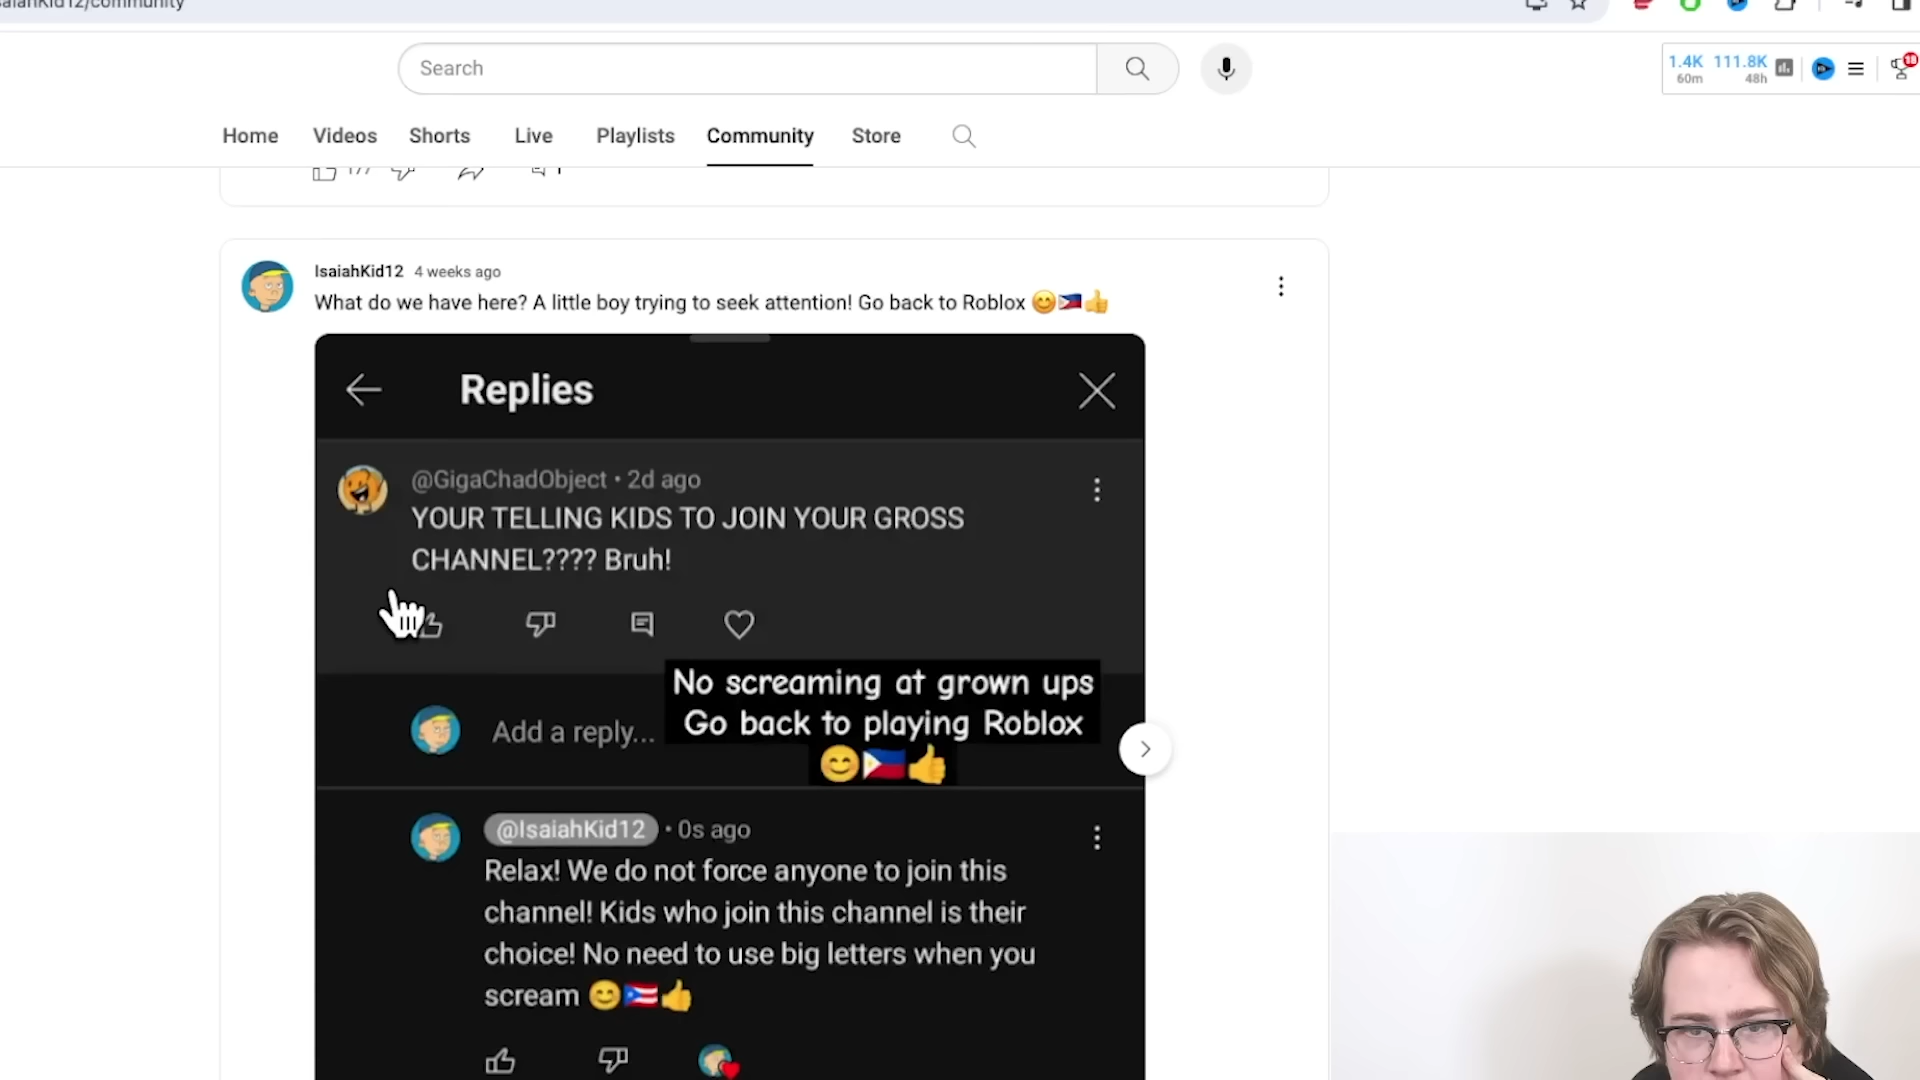 saiahKid12/community
Search
1.4K 111.8K
60m 48h
18
Home Videos Shorts Live Playlists Community Store
177 1
IsaiahKid12 4 weeks ago
What do we have here? A little boy trying to seek attention! Go back to Roblox 😊🇵🇭👍
Replies
@GigaChadObject • 2d ago
YOUR TELLING KIDS TO JOIN YOUR GROSS
CHANNEL???? Bruh!
No screaming at grown ups
Go back to playing Roblox
😊🇵🇭👍
Add a reply...
@IsaiahKid12 • 0s ago
Relax! We do not force anyone to join this
channel! Kids who join this channel is their
choice! No need to use big letters when you
scream 😊🇵🇷👍